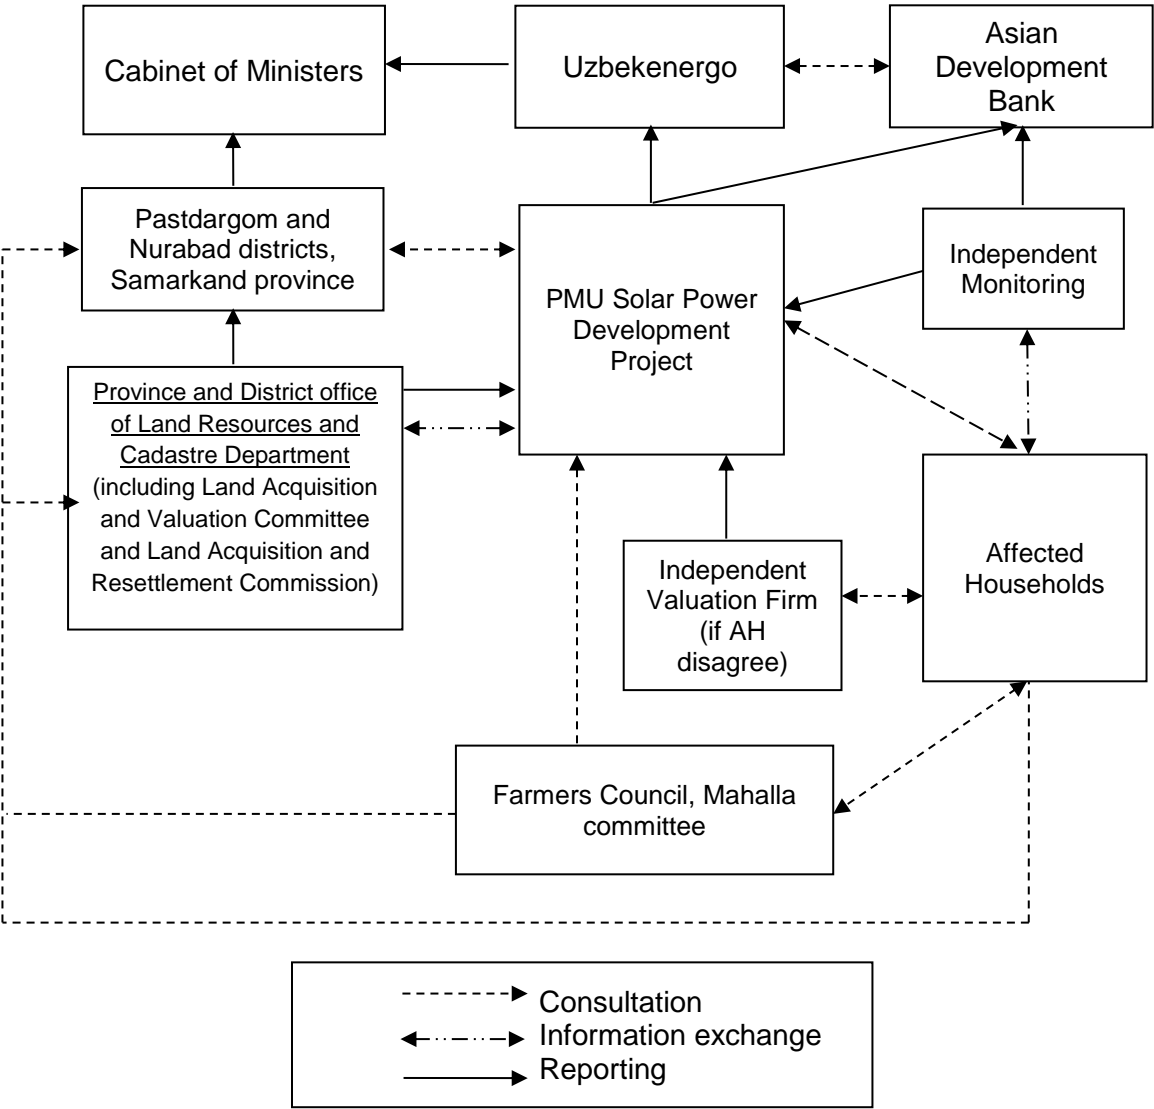 Cabinet of Ministers
Uzbekenergo
Asian
Development
Bank
Pastdargom and
Nurabad districts,
Samarkand province
PMU Solar Power
Development
Project
Independent
Monitoring
Province and District office
of Land Resources and
Cadastre Department
(including Land Acquisition
and Valuation Committee
and Land Acquisition and
Resettlement Commission)
Independent
Valuation Firm
(if AH
disagree)
Affected
Households
Farmers Council, Mahalla
committee
Consultation
Information exchange
Reporting